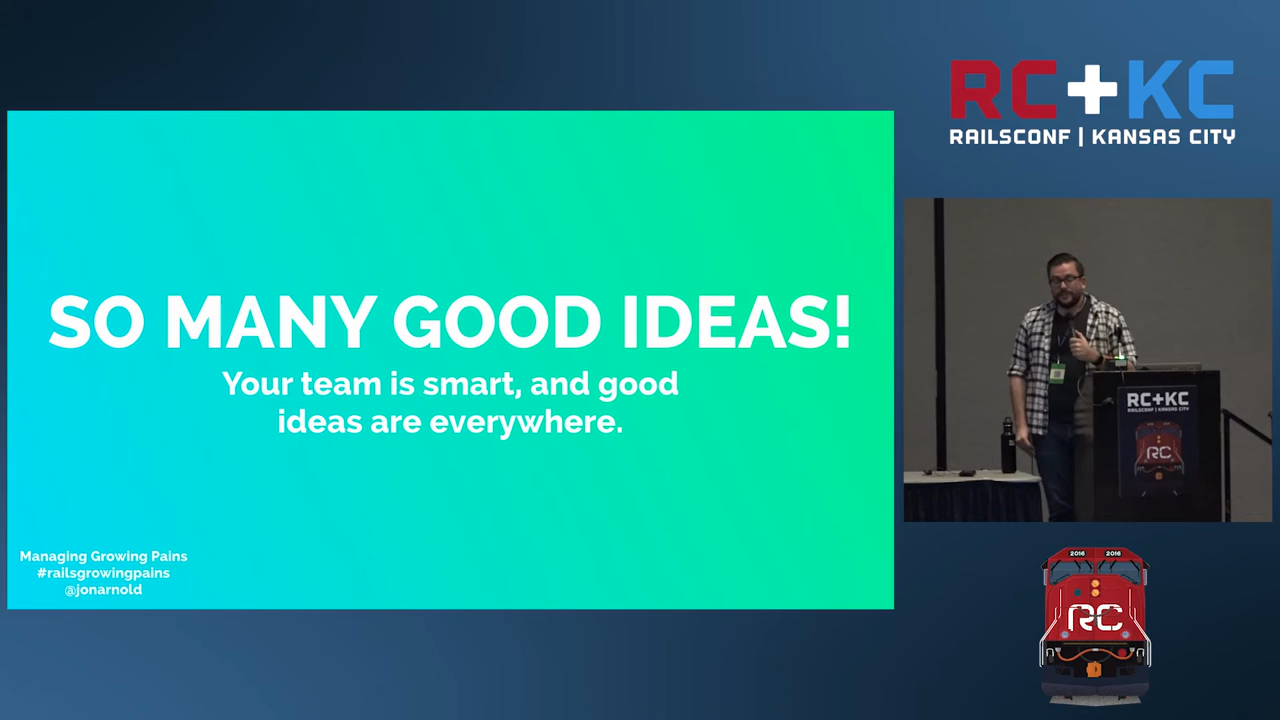 RC+KC
RAILSCONF | KANSAS CITY
SO MANY GOOD IDEAS!
Your team is smart, and good
ideas are everywhere.
Managing Growing Pains
#railsgrowingpains
@jonarnold
RC+KC
RAILSCONF | KANSAS CITY
RC
2016 2016
RC